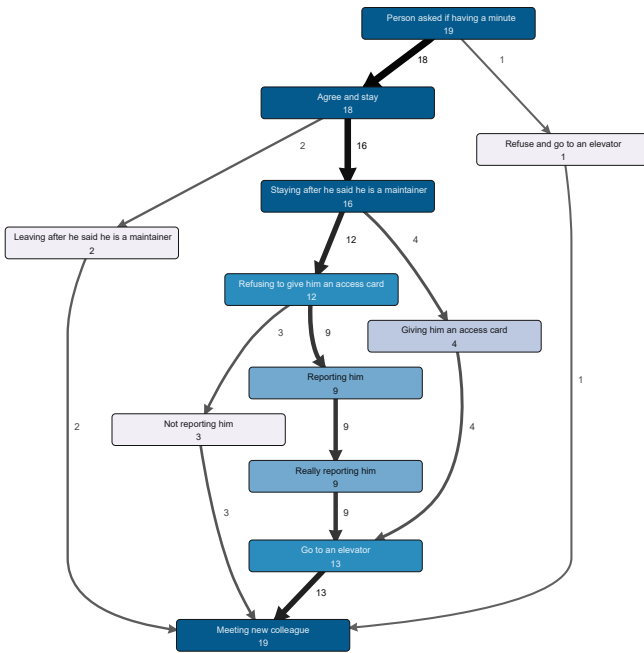 Person asked if having a minute
19
18
1
Agree and stay
18
2
16
Refuse and go to an elevator
1
Staying after he said he is a maintainer
16
Leaving after he said he is a maintainer
2
12
4
Refusing to give him an access card
12
3
9
Giving him an access card
4
Reporting him
9
1
Not reporting him
3
2
9
4
Really reporting him
9
3
9
Go to an elevator
13
13
Meeting new colleague
19